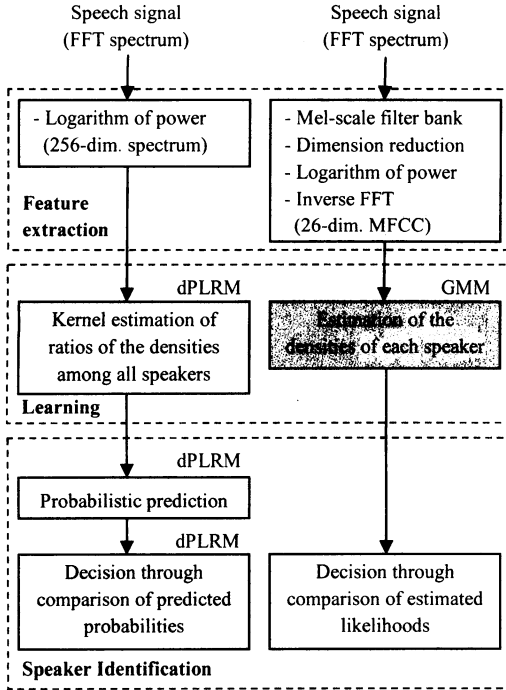 Speech signal
(FFT spectrum)
Speech signal
(FFT spectrum)
- Logarithm of power
(256-dim. spectrum)
- Mel-scale filter bank
- Dimension reduction
- Logarithm of power
- Inverse FFT
(26-dim. MFCC)
Feature
extraction
dPLRM
GMM
Kernel estimation of
ratios of the densities
among all speakers
Estimation of the
densities of each speaker
Learning
dPLRM
Probabilistic prediction
dPLRM
Decision through
comparison of predicted
probabilities
Decision through
comparison of estimated
likelihoods
Speaker Identification